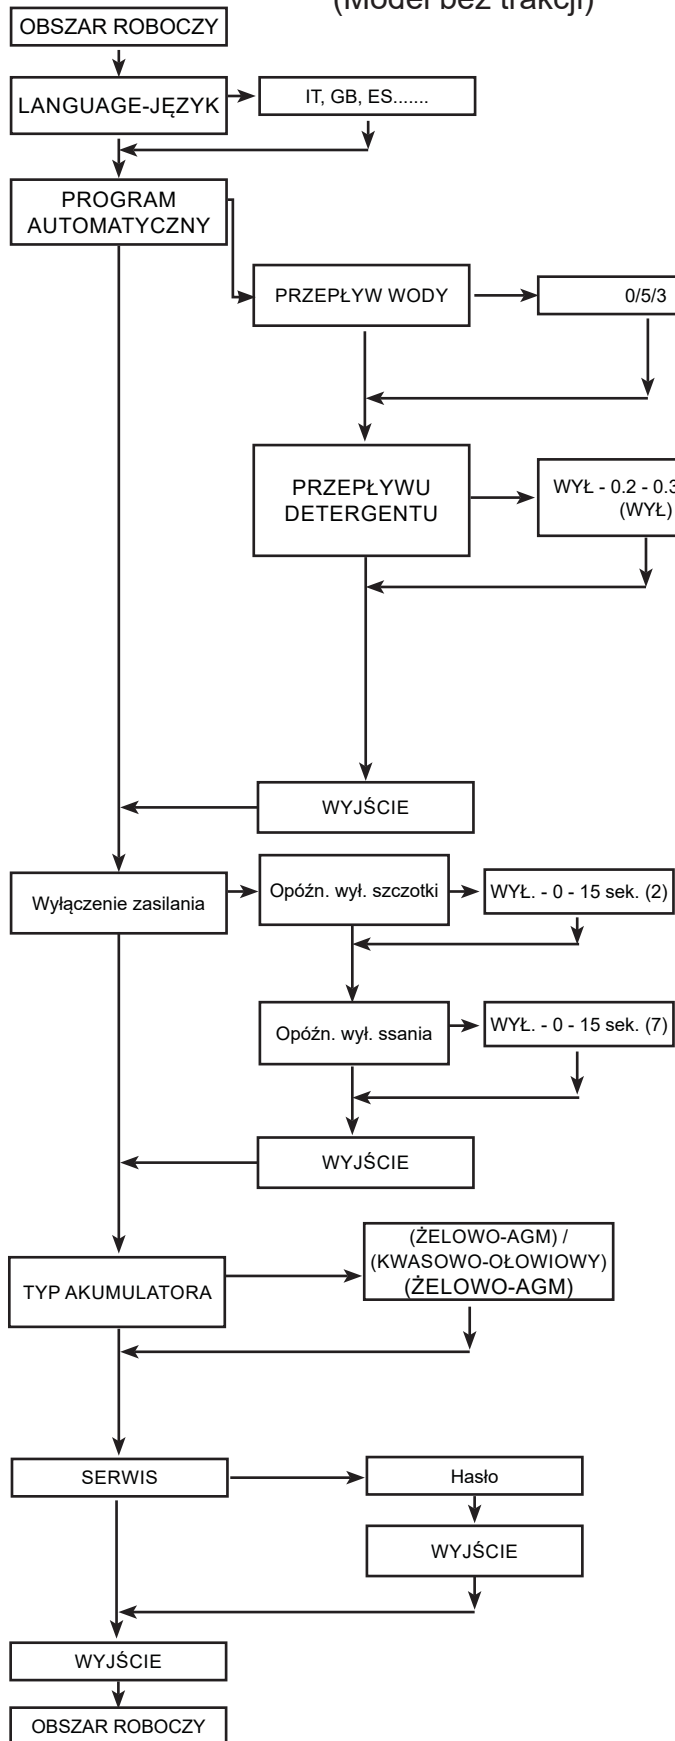 (Model bez trakcji)
OBSZAR ROBOCZY
LANGUAGE-JĘZYK
IT, GB, ES.......
PROGRAM
AUTOMATYCZNY
PRZEPŁYW WODY
0/5/3
PRZEPŁYWU
DETERGENTU
WYŁ - 0.2 - 0.3
(WYŁ)
WYJŚCIE
Wyłączenie zasilania
Opóźn. wył. szczotki
WYŁ. - 0 - 15 sek. (2)
Opóźn. wył. ssania
WYŁ. - 0 - 15 sek. (7)
WYJŚCIE
TYP AKUMULATORA
(ŻELOWO-AGM) /
(KWASOWO-OŁOWIOWY)
(ŻELOWO-AGM)
SERWIS
Hasło
WYJŚCIE
WYJŚCIE
OBSZAR ROBOCZY